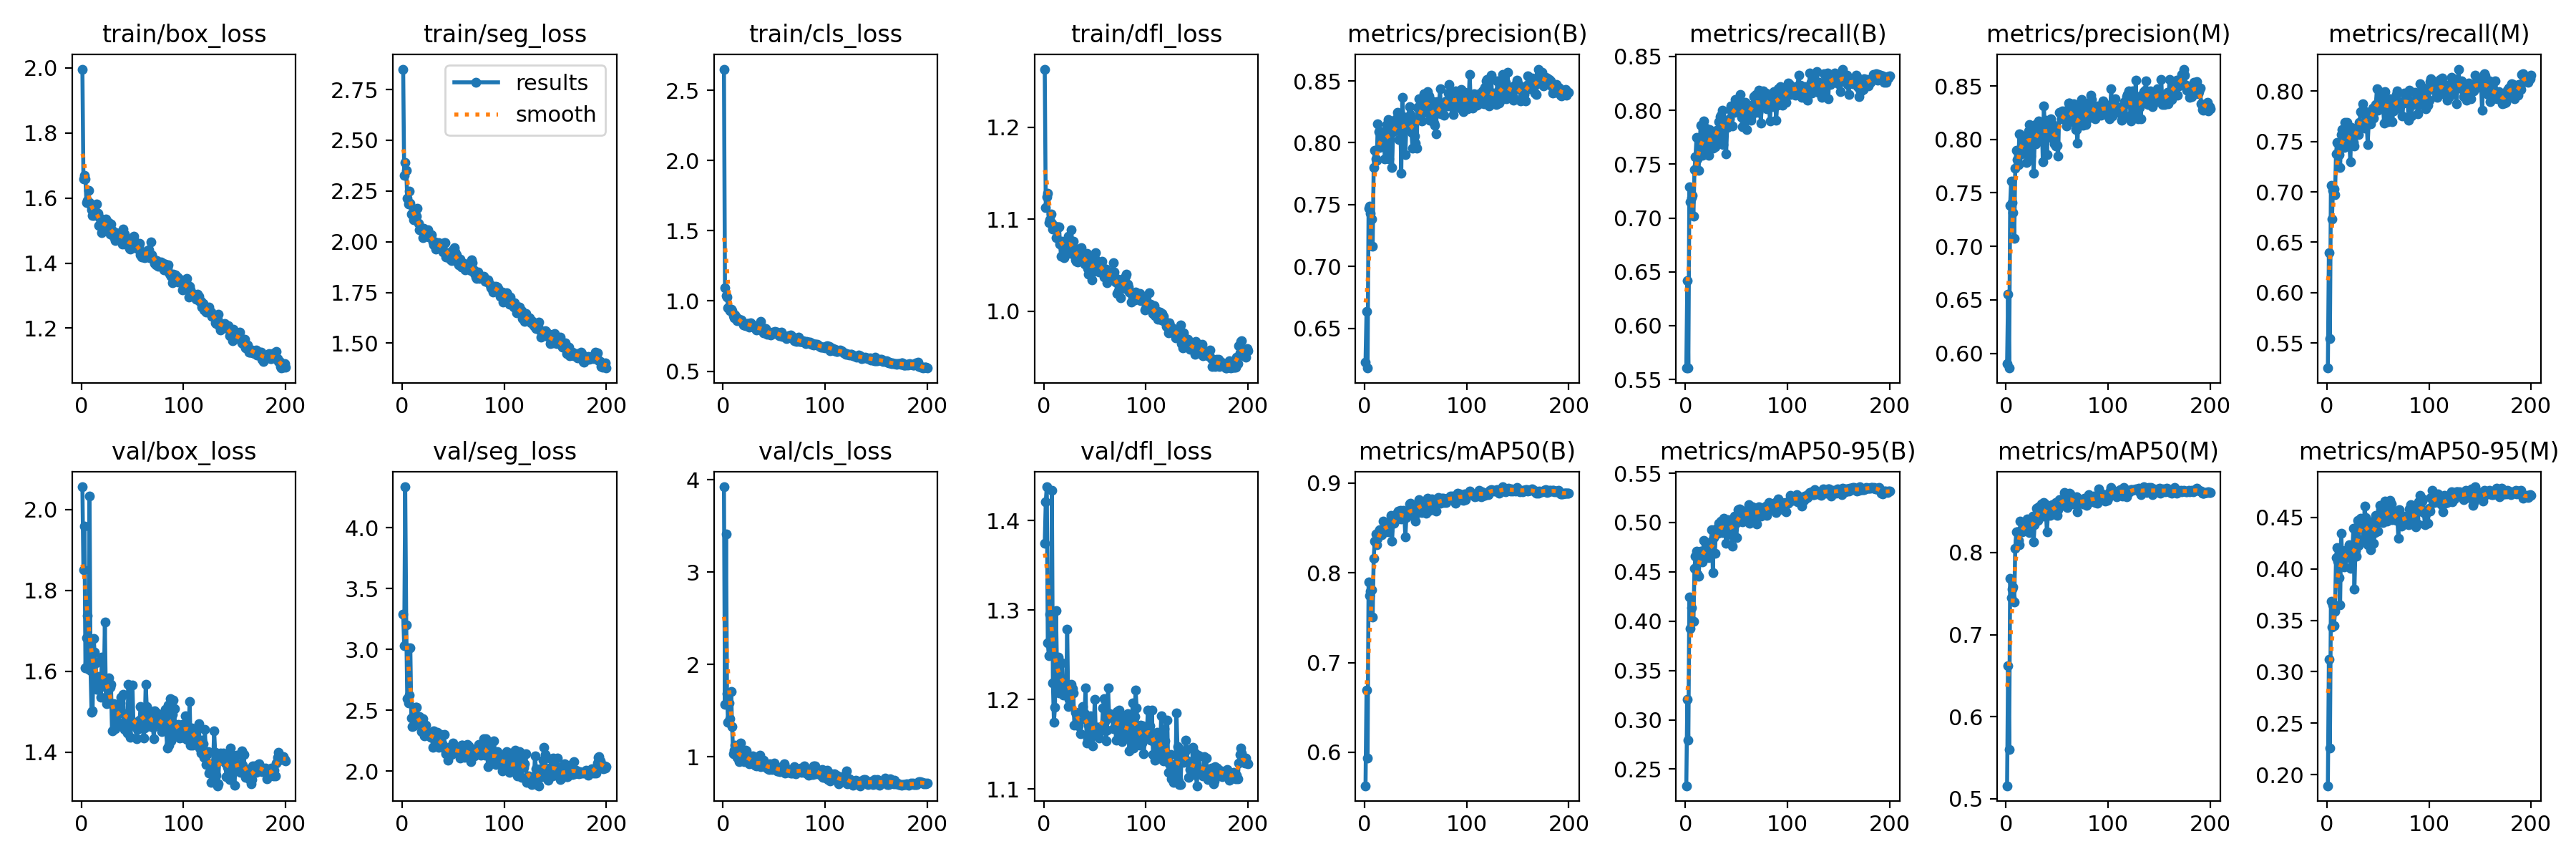 train/box_loss
2.0
1.8
1.6
1.4
1.2
0 100 200
train/seg_loss
results
smooth
2.75
2.50
2.25
2.00
1.75
1.50
0 100 200
train/cls_loss
2.5
2.0
1.5
1.0
0.5
0 100 200
train/dfl_loss
1.2
1.1
1.0
0 100 200
metrics/precision(B)
0.85
0.80
0.75
0.70
0.65
0 100 200
metrics/recall(B)
0.85
0.80
0.75
0.70
0.65
0.60
0.55
0 100 200
metrics/precision(M)
0.85
0.80
0.75
0.70
0.65
0.60
0 100 200
metrics/recall(M)
0.80
0.75
0.70
0.65
0.60
0.55
0 100 200
val/box_loss
2.0
1.8
1.6
1.4
0 100 200
val/seg_loss
4.0
3.5
3.0
2.5
2.0
0 100 200
val/cls_loss
4
3
2
1
0 100 200
val/dfl_loss
1.4
1.3
1.2
1.1
0 100 200
metrics/mAP50(B)
0.9
0.8
0.7
0.6
0 100 200
metrics/mAP50-95(B)
0.55
0.50
0.45
0.40
0.35
0.30
0.25
0 100 200
metrics/mAP50(M)
0.8
0.7
0.6
0.5
0 100 200
metrics/mAP50-95(M)
0.45
0.40
0.35
0.30
0.25
0.20
0 100 200